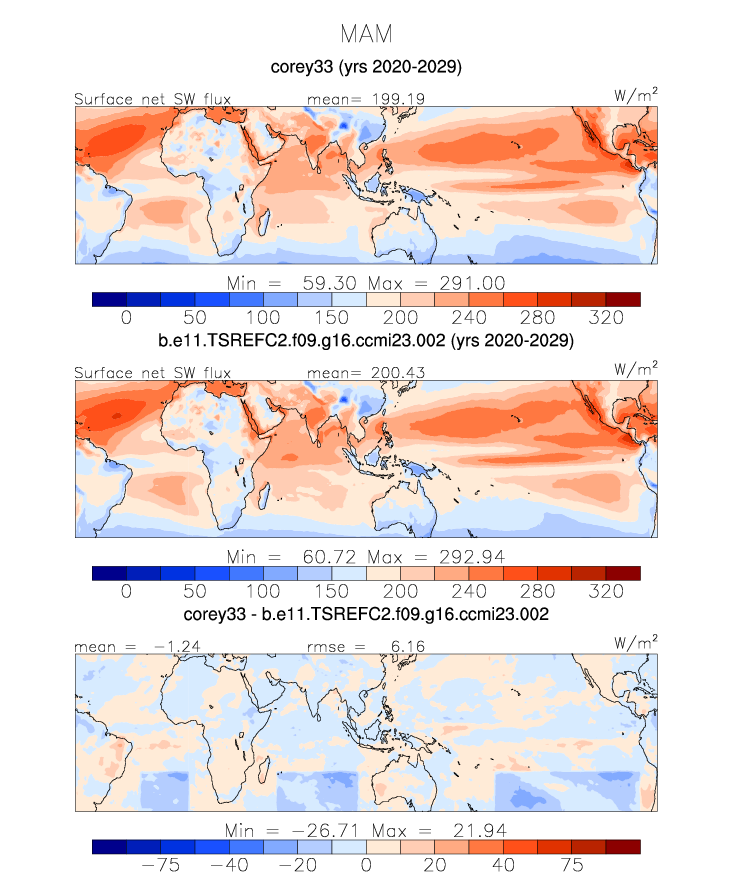 MAM
corey33 (yrs 2020-2029)
Surface net SW flux mean= 199.19 W/m²
Min = 59.30 Max = 291.00
0 50 100 150 200 240 280 320
b.e11.TSREFC2.f09.g16.ccmi23.002 (yrs 2020-2029)
Surface net SW flux mean= 200.43 W/m²
Min = 60.72 Max = 292.94
0 50 100 150 200 240 280 320
corey33 - b.e11.TSREFC2.f09.g16.ccmi23.002
mean = −1.24 rmse = 6.16 W/m²
Min = −26.71 Max = 21.94
−75 −40 −20 0 20 40 75